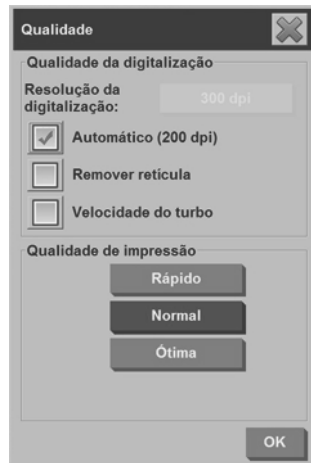 Qualidade
Qualidade da digitalização
Resolução da
digitalização:
300 dpi
Automático (200 dpi)
Remover retícula
Velocidade do turbo
Qualidade de impressão
Rápido
Normal
Ótima
OK